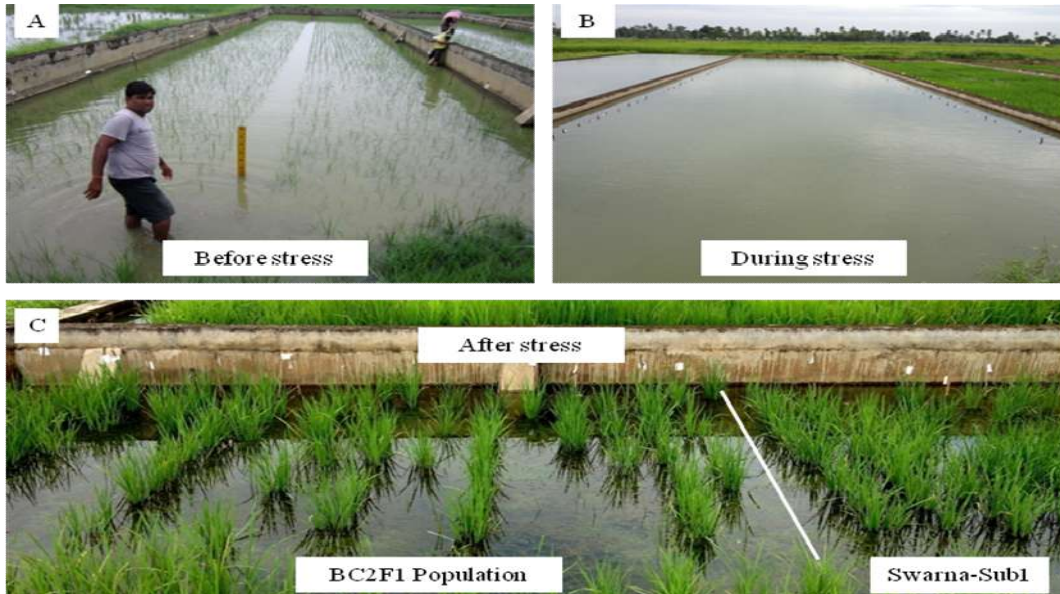 A
Before stress
B
During stress
C
After stress
BC2F1 Population
Swarna-Sub1